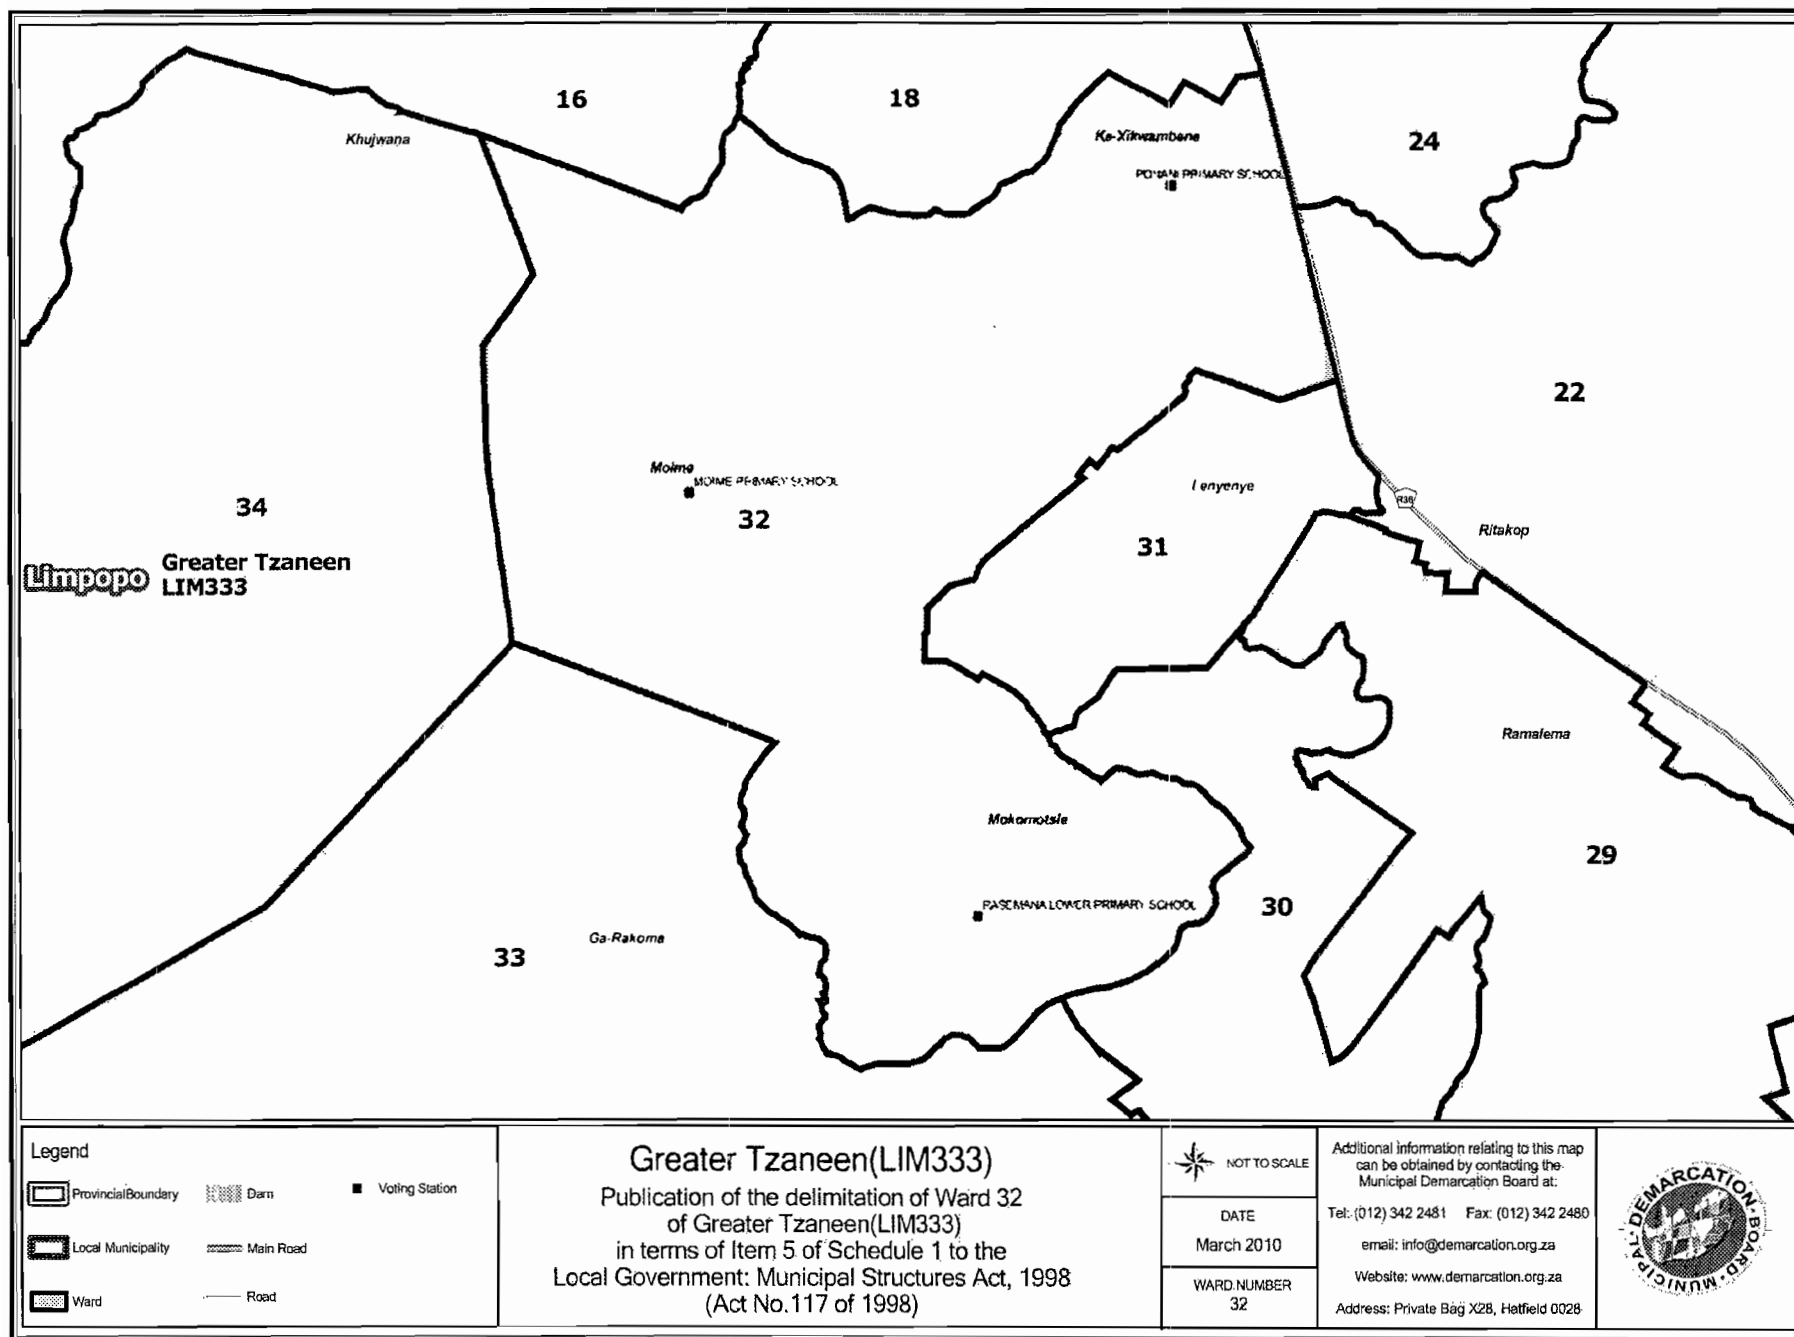 16
18
24
Khujwana
Ka-Xikwambana
PRIMARY SCHOOL
22
Moime
MOIME PRIMARY SCHOOL
Lenyenye
R36
34
32
Ritakop
31
Limpopo
Greater Tzaneen
LIM333
Ramalema
Mokomotsie
29
RASEMANA LOWER PRIMARY SCHOOL
30
33
Ga-Rakoma
Legend
ProvincialBoundary
Dam
Voting Station
Local Municipality
Main Road
Ward
Road
Greater Tzaneen(LIM333)
Publication of the delimitation of Ward 32
of Greater Tzaneen(LIM333)
in terms of Item 5 of Schedule 1 to the
Local Government: Municipal Structures Act, 1998
(Act No.117 of 1998)
NOT TO SCALE
DATE
March 2010
WARD NUMBER
32
Additional information relating to this map
can be obtained by contacting the
Municipal Demarcation Board at:
Tel: (012) 342 2481 Fax: (012) 342 2480
email: info@demarcation.org.za
Website: www.demarcation.org.za
Address: Private Bag X28, Hatfield 0028
MUNICIPAL DEMARCATION BOARD